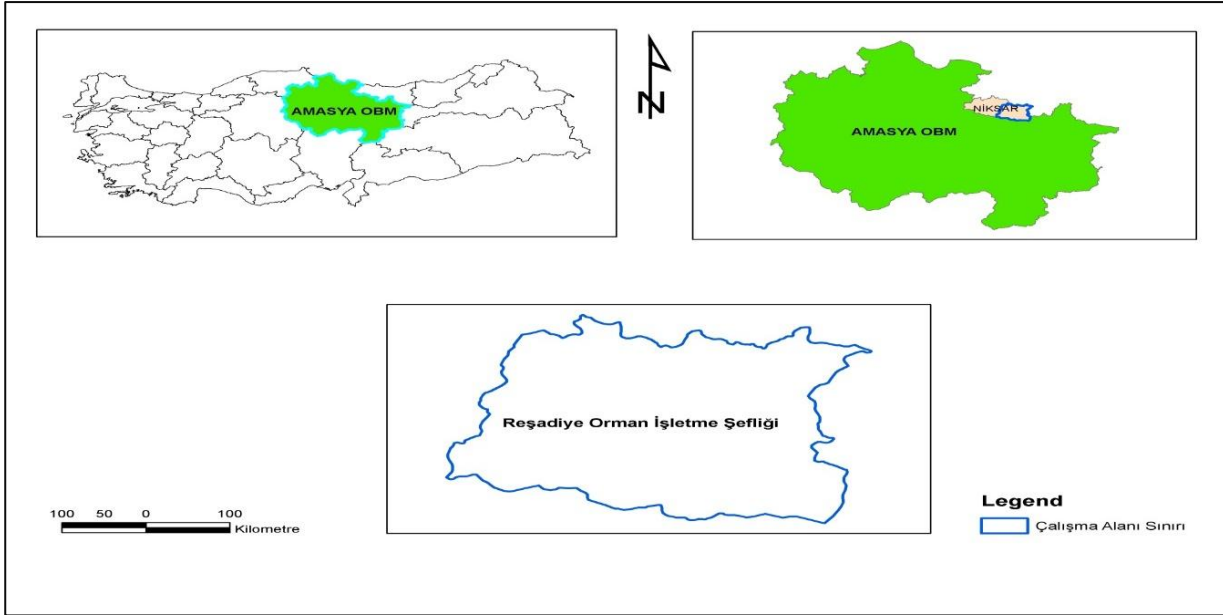 AMASYA OBM
N
NİKSAR
AMASYA OBM
Reşadiye Orman İşletme Şefliği
100 50 0 100
Kilometre
Legend
Çalışma Alanı Sınırı